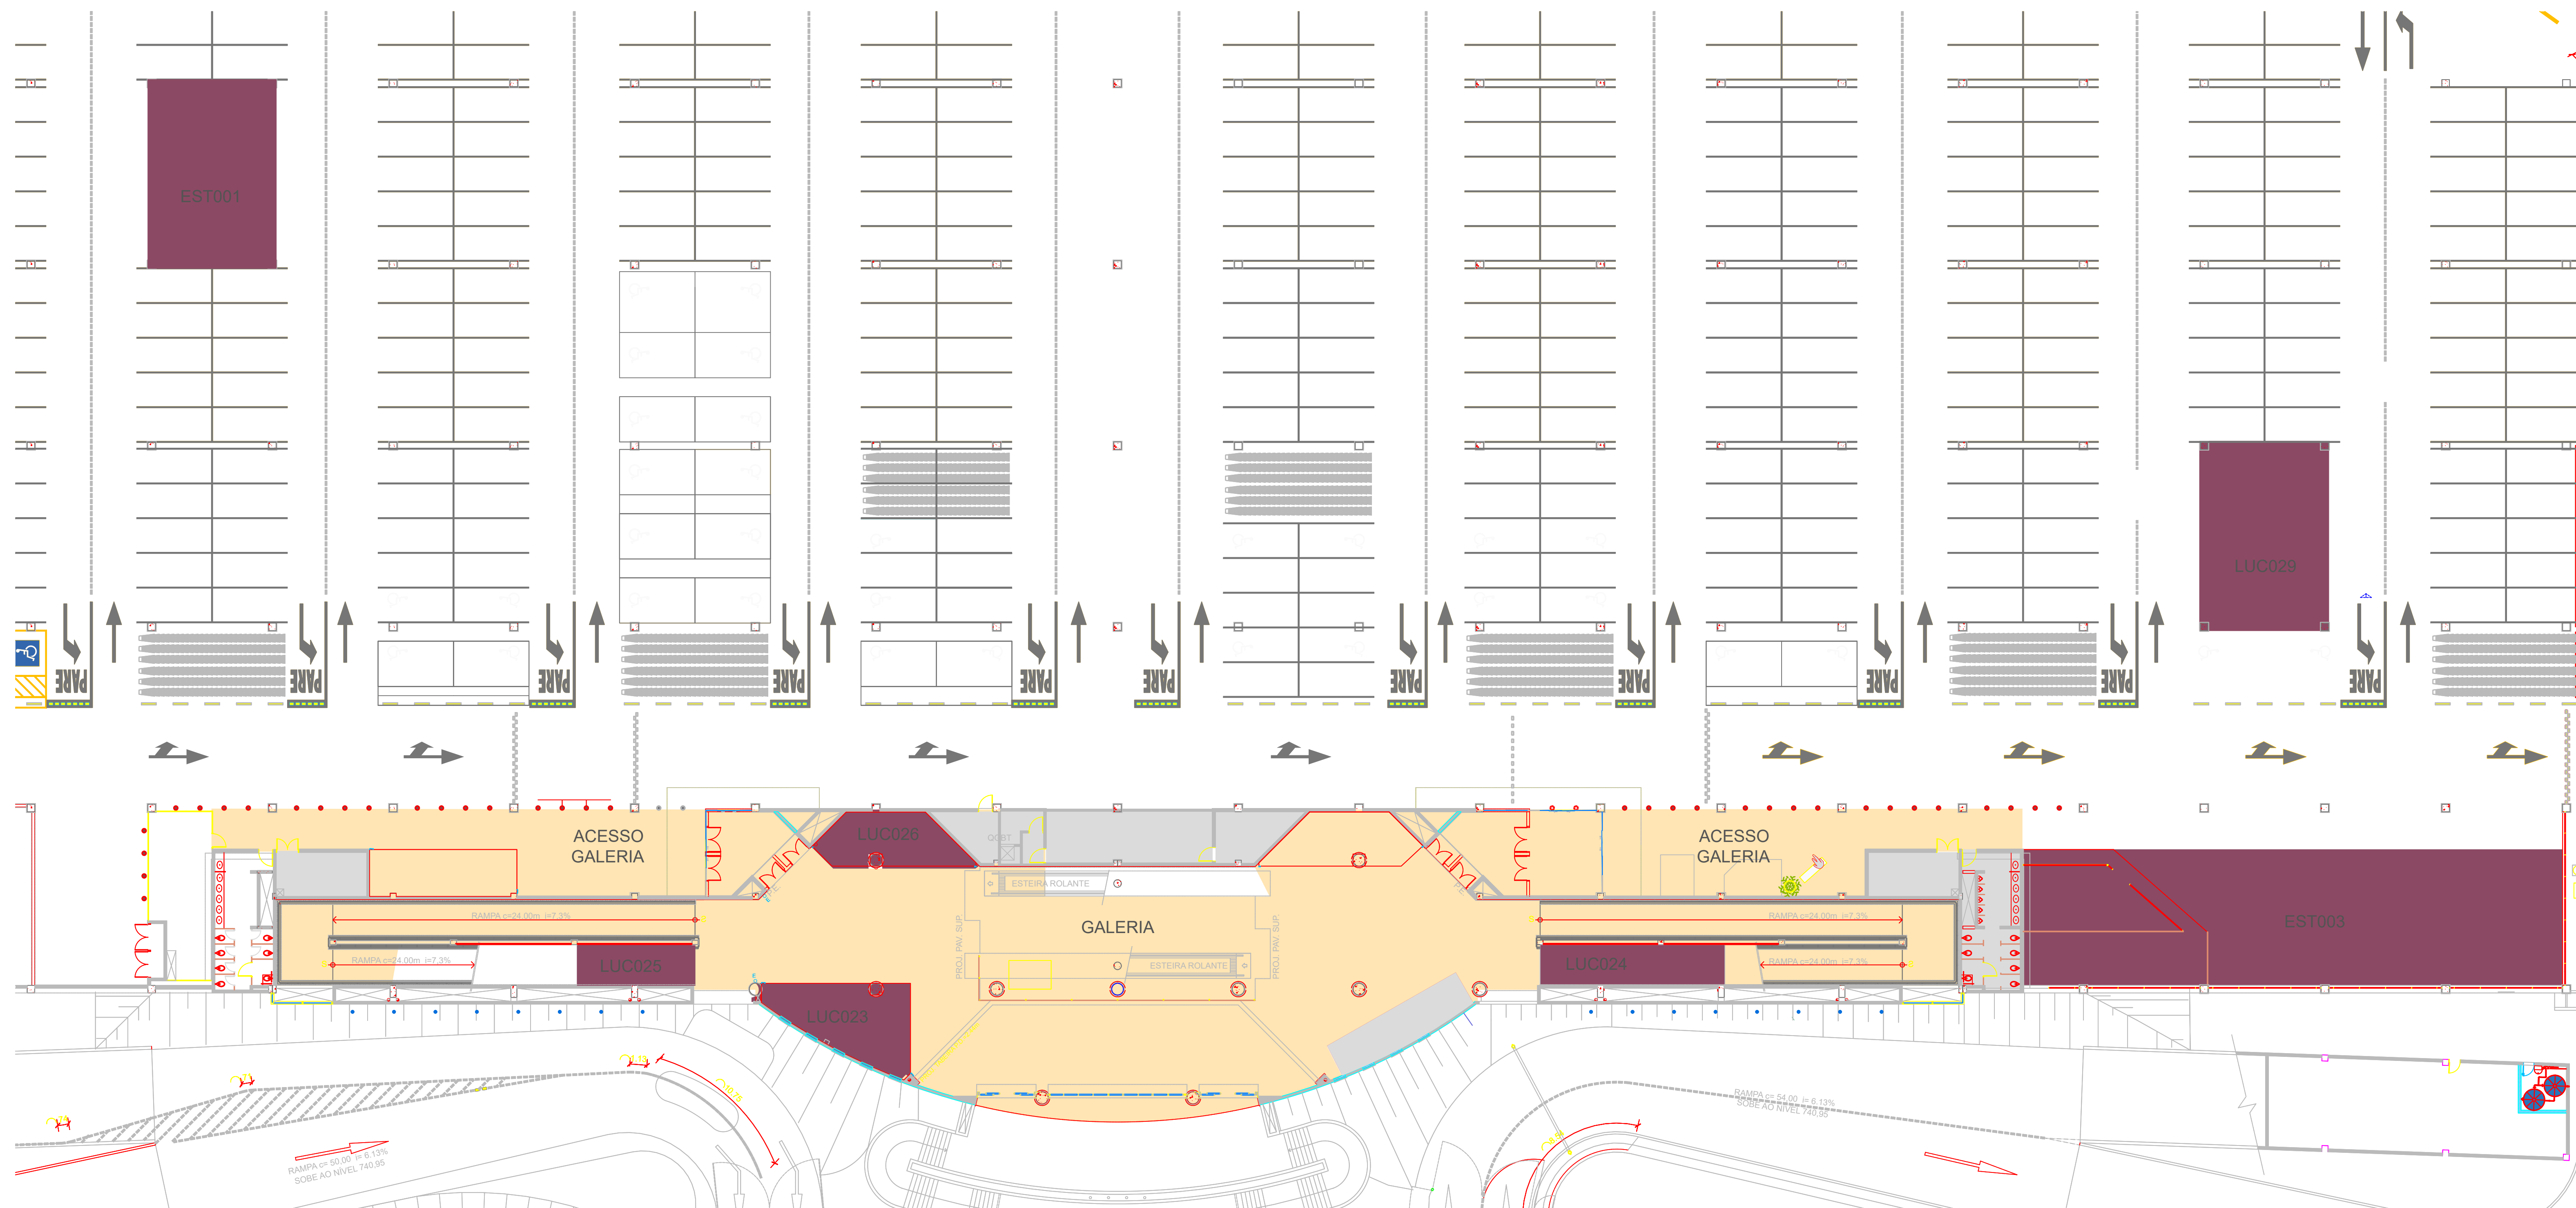 EST001
LUC029
PARE
PARE
PARE
PARE
PARE
PARE
PARE
PARE
PARE
PARE
PARE
ACESSO
GALERIA
LUC026
QGBT
ACESSO
GALERIA
ESTEIRA ROLANTE
RAMPA c=24.00m i=7,3%
PROJ. PAV. SUP.
GALERIA
PROJ. PAV. SUP.
RAMPA c=24.00m i=7.3%
EST003
RAMPA c=24.00m i=7,3%
LUC025
ESTEIRA ROLANTE
LUC024
RAMPA c=24.00m i=7.3%
LUC023
RAMPA c= 54,00 i= 6,13%
SOBE AO NÍVEL 740,95
RAMPA c= 50,00 i= 6,13%
SOBE AO NÍVEL 740,95